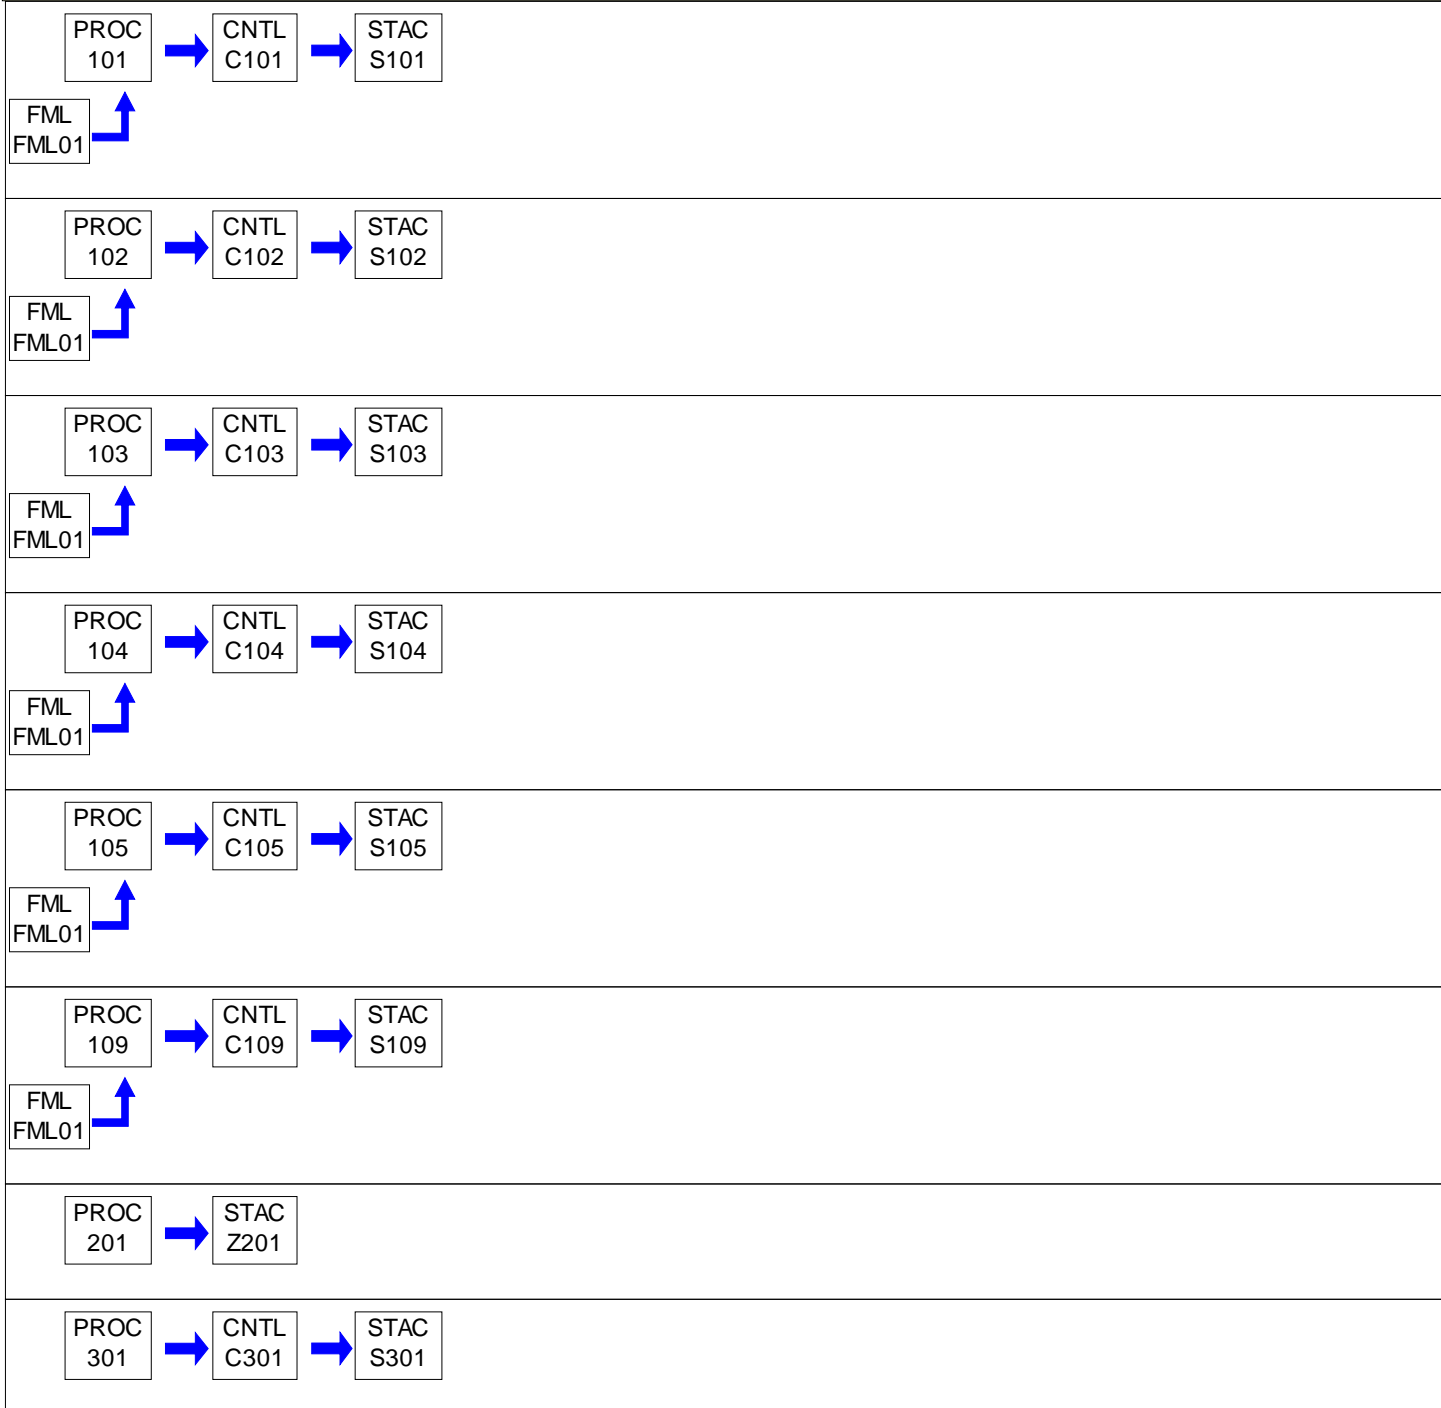 PROC
101
CNTL
C101
STAC
S101
FML
FML01
PROC
102
CNTL
C102
STAC
S102
FML
FML01
PROC
103
CNTL
C103
STAC
S103
FML
FML01
PROC
104
CNTL
C104
STAC
S104
FML
FML01
PROC
105
CNTL
C105
STAC
S105
FML
FML01
PROC
109
CNTL
C109
STAC
S109
FML
FML01
PROC
201
STAC
Z201
PROC
301
CNTL
C301
STAC
S301